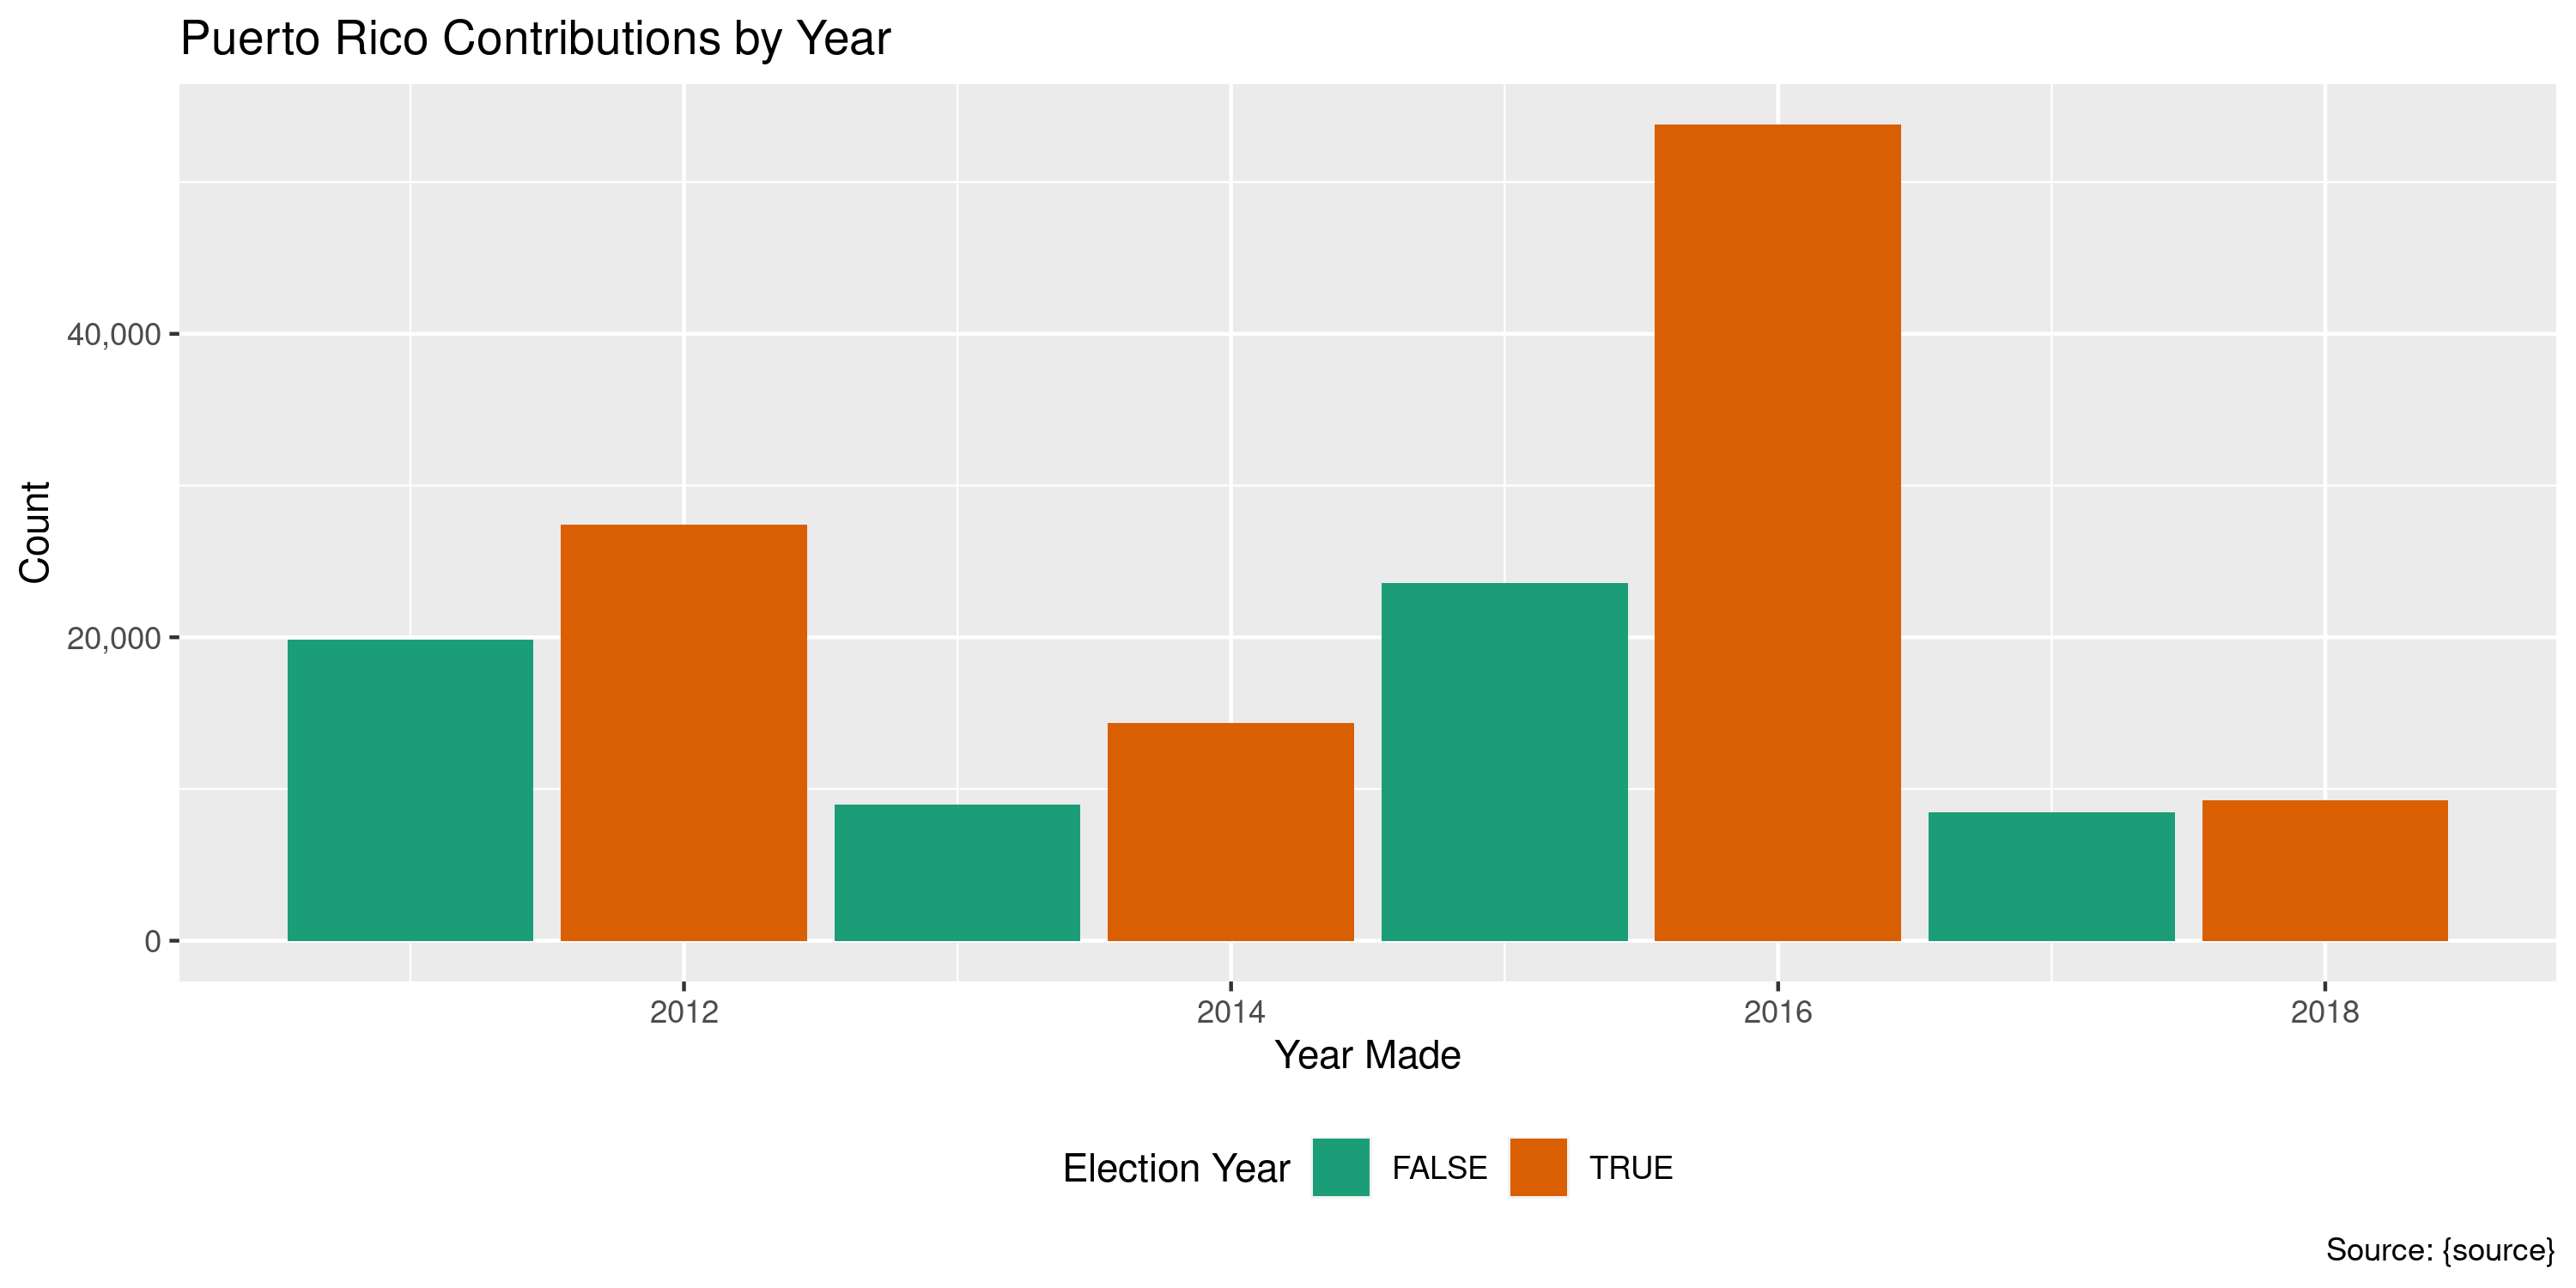 Puerto Rico Contributions by Year
Count
40,000
20,000
0
2012 2014 2016 2018
Year Made
Election Year FALSE TRUE
Source: {source}